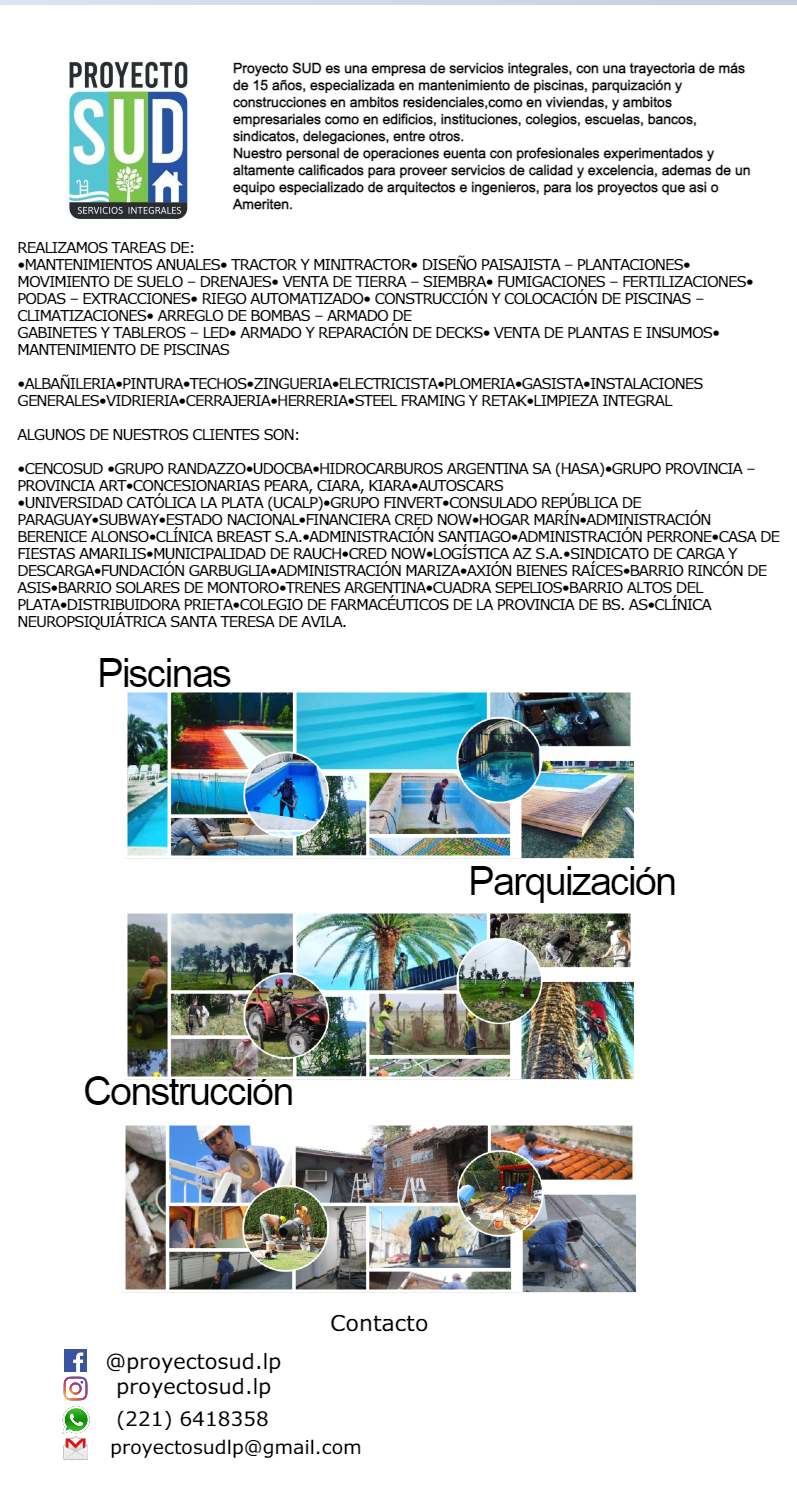 PROYECTO
SUD
SERVICIOS INTEGRALES
Proyecto SUD es una empresa de servicios integrales, con una trayectoria de más
de 15 años, especializada en mantenimiento de piscinas, parquización y
construcciones en ambitos residenciales,como en viviendas, y ambitos
empresariales como en edificios, instituciones, colegios, escuelas, bancos,
sindicatos, delegaciones, entre otros.
Nuestro personal de operaciones euenta con profesionales experimentados y
altamente calificados para proveer servicios de calidad y excelencia, ademas de un
equipo especializado de arquitectos e ingenieros, para los proyectos que asi o
Ameriten.
REALIZAMOS TAREAS DE:
•MANTENIMIENTOS ANUALES• TRACTOR Y MINITRACTOR• DISEÑO PAISAJISTA – PLANTACIONES•
MOVIMIENTO DE SUELO – DRENAJES• VENTA DE TIERRA – SIEMBRA• FUMIGACIONES – FERTILIZACIONES•
PODAS – EXTRACCIONES• RIEGO AUTOMATIZADO• CONSTRUCCIÓN Y COLOCACIÓN DE PISCINAS –
CLIMATIZACIONES• ARREGLO DE BOMBAS – ARMADO DE
GABINETES Y TABLEROS – LED• ARMADO Y REPARACIÓN DE DECKS• VENTA DE PLANTAS E INSUMOS•
MANTENIMIENTO DE PISCINAS
•ALBAÑILERIA•PINTURA•TECHOS•ZINGUERIA•ELECTRICISTA•PLOMERIA•GASISTA•INSTALACIONES
GENERALES•VIDRIERIA•CERRAJERIA•HERRERIA•STEEL FRAMING Y RETAK•LIMPIEZA INTEGRAL
ALGUNOS DE NUESTROS CLIENTES SON:
•CENCOSUD •GRUPO RANDAZZO•UDOCBA•HIDROCARBUROS ARGENTINA SA (HASA)•GRUPO PROVINCIA –
PROVINCIA ART•CONCESIONARIAS PEARA, CIARA, KIARA•AUTOSCARS
•UNIVERSIDAD CATÓLICA LA PLATA (UCALP)•GRUPO FINVERT•CONSULADO REPÚBLICA DE
PARAGUAY•SUBWAY•ESTADO NACIONAL•FINANCIERA CRED NOW•HOGAR MARÍN•ADMINISTRACIÓN
BERENICE ALONSO•CLÍNICA BREAST S.A.•ADMINISTRACIÓN SANTIAGO•ADMINISTRACIÓN PERRONE•CASA DE
FIESTAS AMARILIS•MUNICIPALIDAD DE RAUCH•CRED NOW•LOGÍSTICA AZ S.A.•SINDICATO DE CARGA Y
DESCARGA•FUNDACIÓN GARBUGLIA•ADMINISTRACIÓN MARIZA•AXIÓN BIENES RAÍCES•BARRIO RINCÓN DE
ASIS•BARRIO SOLARES DE MONTORO•TRENES ARGENTINA•CUADRA SEPELIOS•BARRIO ALTOS DEL
PLATA•DISTRIBUIDORA PRIETA•COLEGIO DE FARMACÉUTICOS DE LA PROVINCIA DE BS. AS•CLÍNICA
NEUROPSIQUIÁTRICA SANTA TERESA DE AVILA.
Piscinas
Parquización
Construcción
Contacto
@proyectosud.lp
proyectosud.lp
(221) 6418358
proyectosudlp@gmail.com